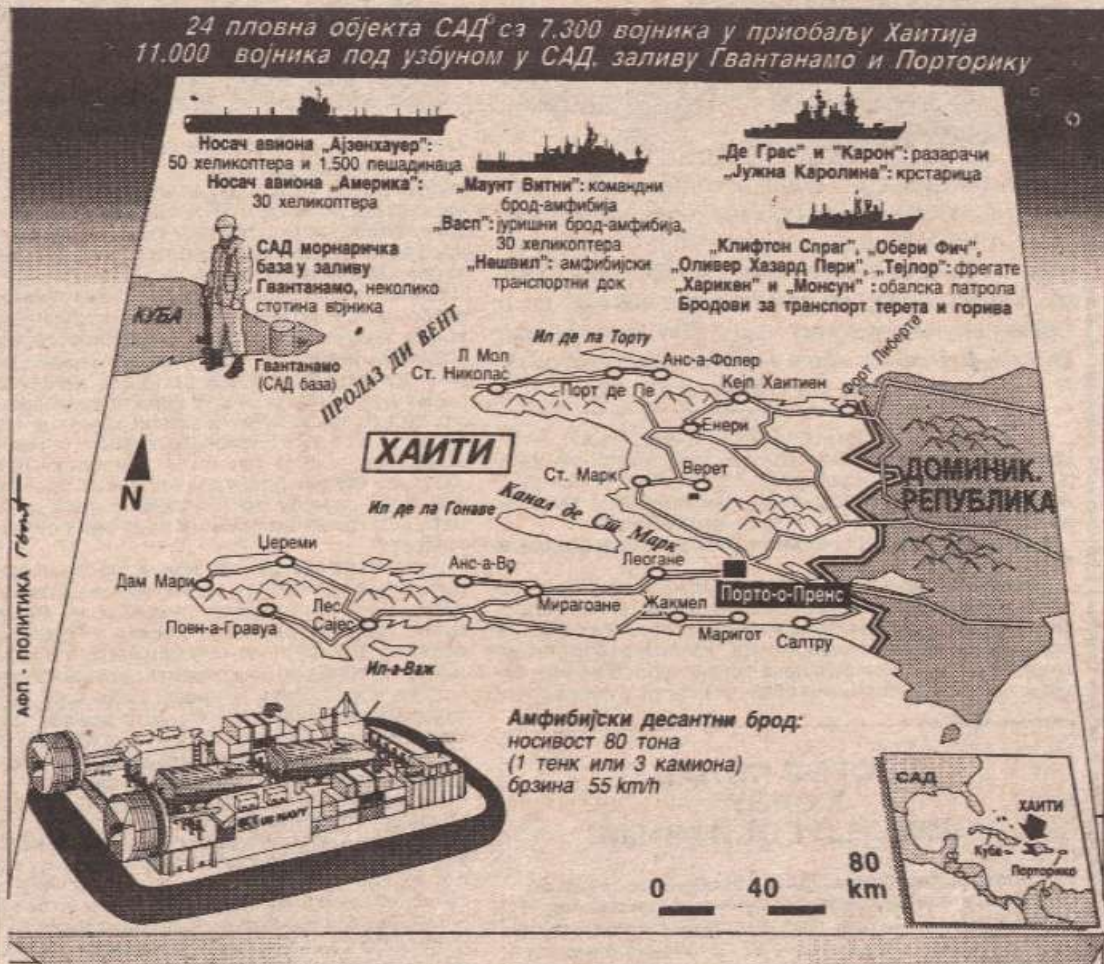 24 пловна објекта САД са 7.300 војника у приобаљу Хаитија
11.000 војника под узбуном у САД, заливу Гвантанамо и Порторику
Носач авиона „Ајзенхауер":
50 хеликоптера и 1.500 пешадинаца
Носач авиона „Америка":
30 хеликоптера
„Маунт Витни": командни
брод-амфибија
„Васп": јуришни брод-амфибија,
30 хеликоптера
„Нешвил": амфибијски
транспортни док
„Де Грас" и "Карон": разарачи
„Јужна Каролина": крстарица
„Клифтон Спраг", „Обери Фич",
„Оливер Хазард Пери", „Тејлор": фрегате
„Харикен" и „Монсун" : обалска патрола
Бродови за транспорт терета и горива
САД морнаричка
база у заливу
Гвантанамо, неколико
стотина војника
КУБА
Гвантанамо
(САД база)
ПРОЛАЗ ДИ ВЕНТ
Ил де ла Торту
Л Мол
Ст. Николас
Порт де Пе
Анс-а-Фолер
Кејп Хаитиен
Форт Либерте
Енери
ХАИТИ
ДОМИНИК.
РЕПУБЛИКА
N
Ст. Марк
Верет
Ил де ла Гонаве
Канал де Ст Марк
Џереми
Дам Мари
Анс-а-Во
Леогане
Порто-о-Пренс
Лес
Сајес
Мирагоане
Жакмел
Маригот
Салтру
Поен-а-Гравуа
Ил-а-Важ
АФП - ПОЛИТИКА
US NAVY
Амфибијски десантни брод:
носивост 80 тона
(1 тенк или 3 камиона)
брзина 55 km/h
0 40 80
km
САД
ХАИТИ
Куба
Порторико